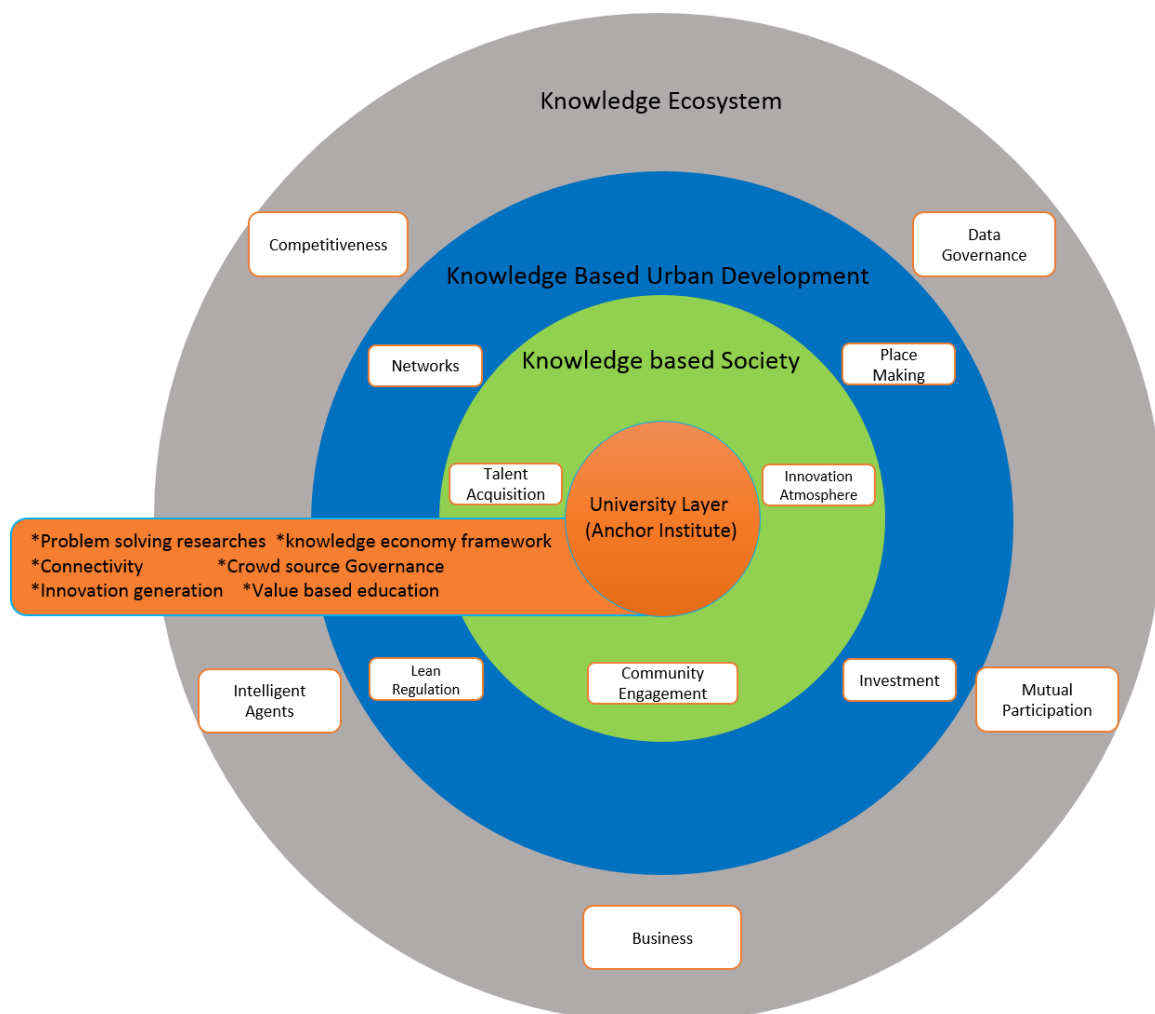 Knowledge Ecosystem
Competitiveness
Data
Governance
Knowledge Based Urban Development
Networks
Place
Making
Knowledge based Society
Talent
Acquisition
Innovation
Atmosphere
University Layer
(Anchor Institute)
*Problem solving researches *knowledge economy framework
*Connectivity *Crowd source Governance
*Innovation generation *Value based education
Lean
Regulation
Community
Engagement
Investment
Intelligent
Agents
Mutual
Participation
Business